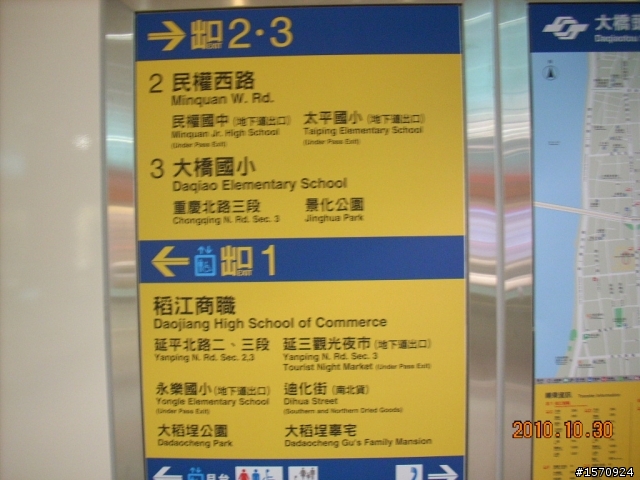 出口 EXIT 2·3
大橋
Daqiaotou
2 民權西路
Minquan W. Rd.
民權國中(地下道出口) 太平國小(地下道出口)
Minquan Jr. High School Taiping Elementary School
(Under Pass Exit) (Under Pass Exit)
3 大橋國小
Daqiao Elementary School
重慶北路三段 景化公園
Chongqing N. Rd. Sec. 3 Jinghua Park
出口 EXIT 1
稻江商職
Daojiang High School of Commerce
延平北路二、三段 延三觀光夜市(地下道出口)
Yanping N. Rd. Sec. 2,3 Yanping N. Rd. Sec. 3
Tourist Night Market (Under Pass Exit)
永樂國小(地下道出口) 迪化街(南北貨)
Yongle Elementary School Dihua Street
(Under Pass Exit) (Southern and Northern Dried Goods)
大稻埕公園 大稻埕辜宅
Dadaocheng Park Dadaocheng Gu's Family Mansion
月台
2010.10.30
#1570924